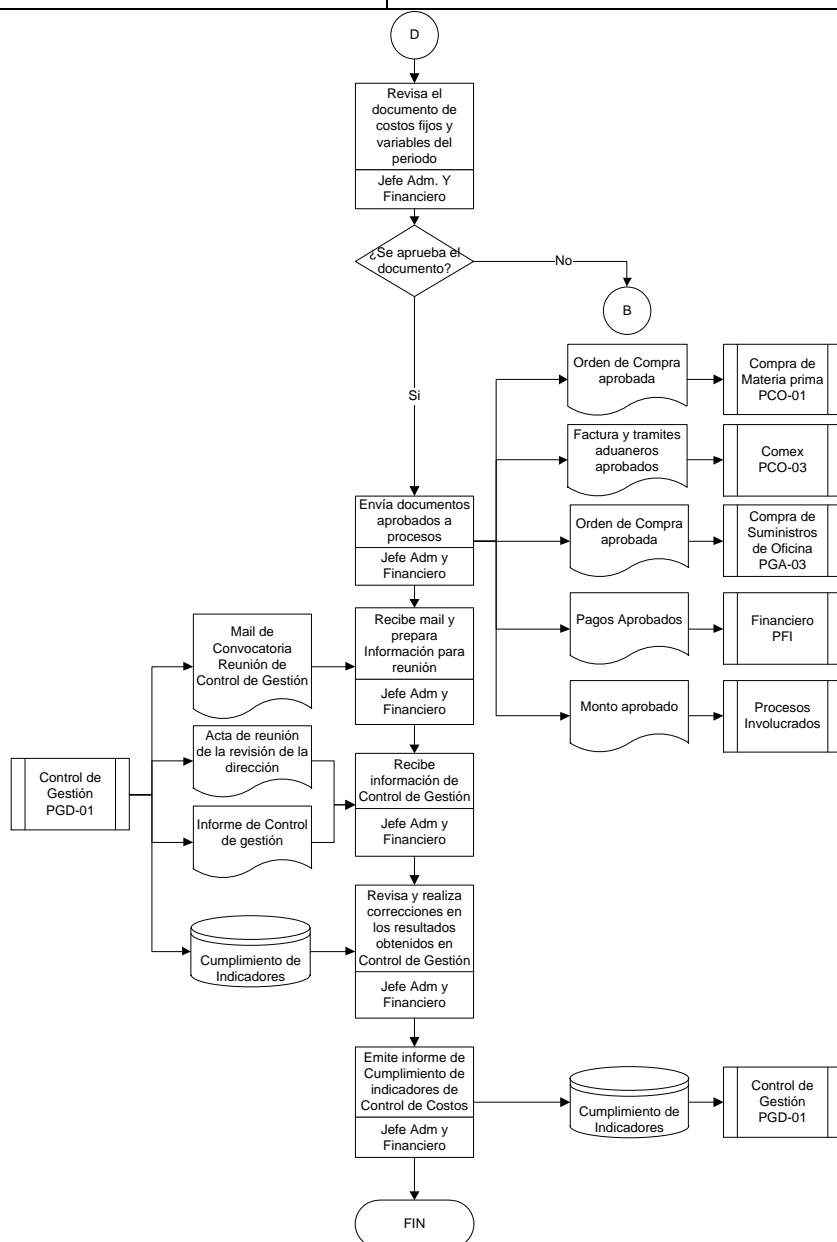 D
Revisa el
documento de
costos fijos y
variables del
periodo
Jefe Adm. Y
Financiero
¿Se aprueba el
documento?
No
B
Si
Orden de Compra
aprobada
Compra de
Materia prima
PCO-01
Factura y tramites
aduaneros
aprobados
Comex
PCO-03
Envía documentos
aprobados a
procesos
Jefe Adm y
Financiero
Orden de Compra
aprobada
Compra de
Suministros
de Oficina
PGA-03
Mail de
Convocatoria
Reunión de
Control de Gestión
Recibe mail y
prepara
Información para
reunión
Jefe Adm y
Financiero
Pagos Aprobados
Financiero
PFI
Monto aprobado
Procesos
Involucrados
Control de
Gestión
PGD-01
Acta de reunión
de la revisión de la
dirección
Informe de Control
de gestión
Recibe
información de
Control de Gestión
Jefe Adm y
Financiero
Cumplimiento de
Indicadores
Revisa y realiza
correcciones en
los resultados
obtenidos en
Control de Gestión
Jefe Adm y
Financiero
Emite informe de
Cumplimiento de
indicadores de
Control de Costos
Jefe Adm y
Financiero
Cumplimiento de
Indicadores
Control de
Gestión
PGD-01
FIN